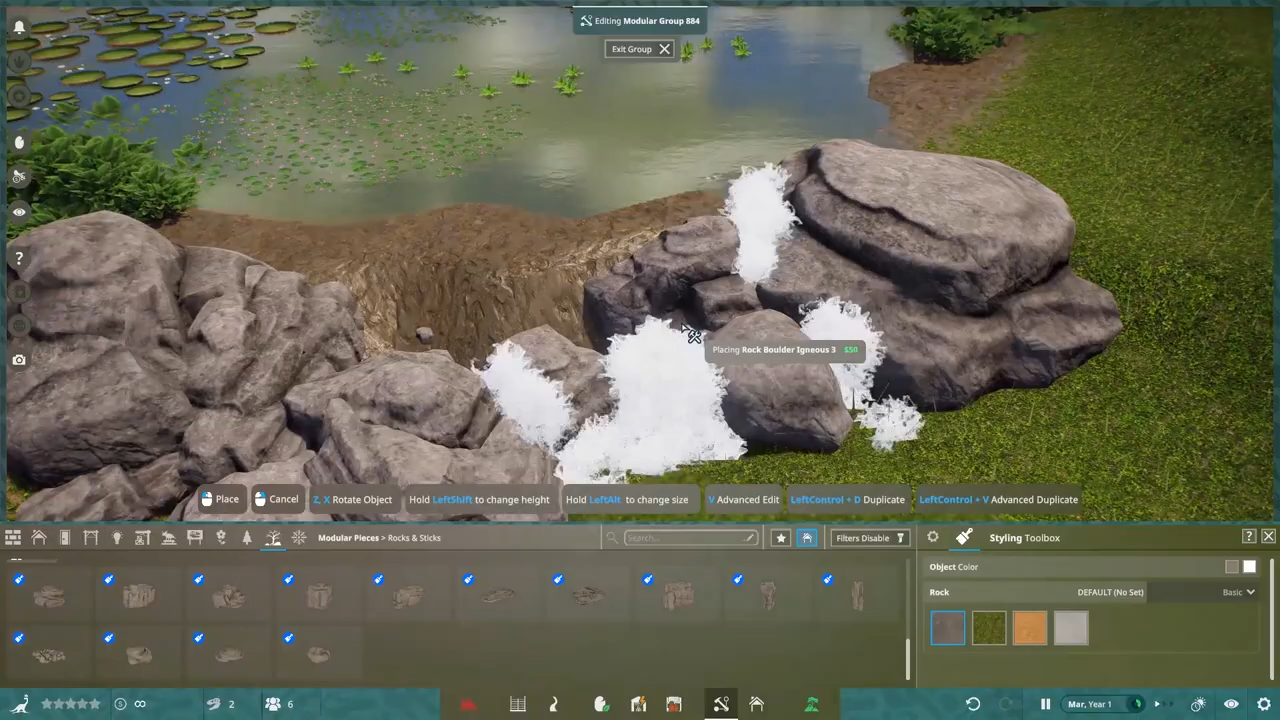 Editing Modular Group 884
Exit Group
Placing Rock Boulder Igneous 3 $50
Place
Cancel
Z, X Rotate Object
Hold LeftShift to change height
Hold LeftAlt to change size
V Advanced Edit
LeftControl + D Duplicate
LeftControl + V Advanced Duplicate
Modular Pieces > Rocks & Sticks
Search...
Filters Disable
Styling Toolbox
?
Object Color
Rock
DEFAULT (No Set)
Basic
2
6
Mar, Year 1
?